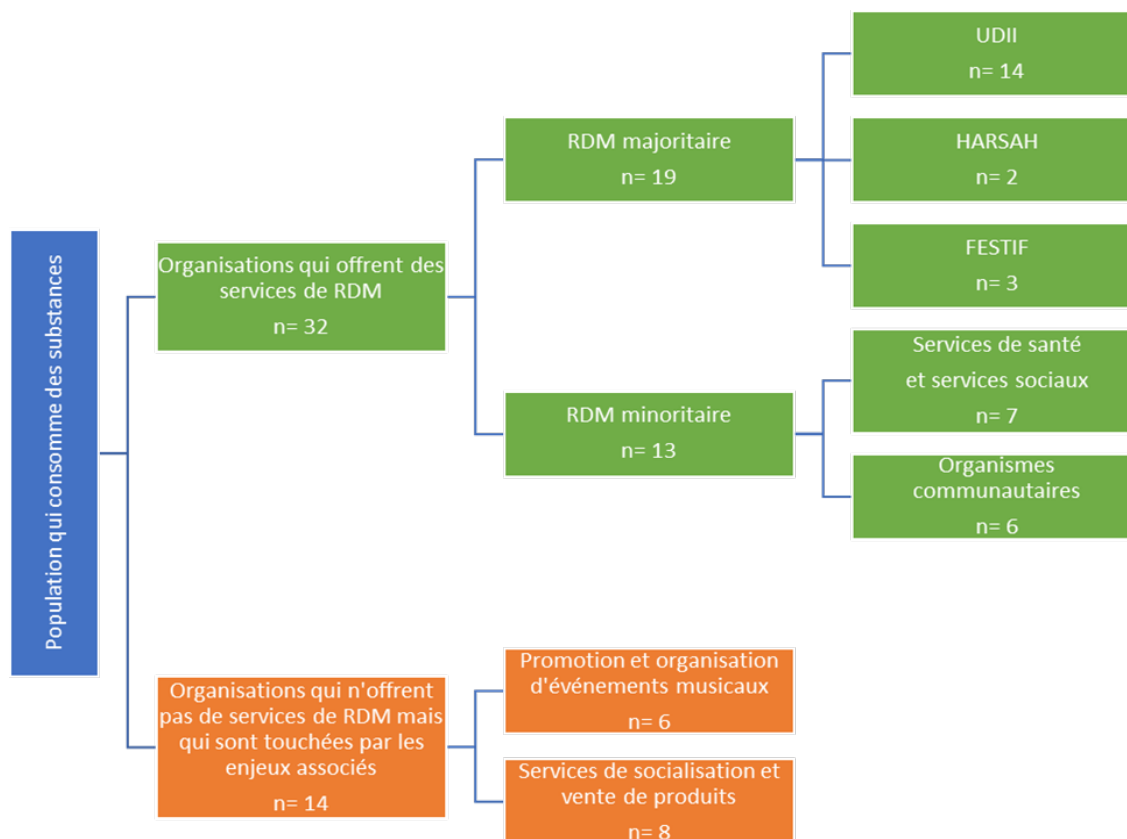 Population qui consomme des substances
Organisations qui offrent des
services de RDM
n= 32
RDM majoritaire
n= 19
UDII
n= 14
HARSAH
n= 2
FESTIF
n= 3
RDM minoritaire
n= 13
Services de santé
et services sociaux
n= 7
Organismes
communautaires
n= 6
Organisations qui n'offrent
pas de services de RDM mais
qui sont touchées par les
enjeux associés
n= 14
Promotion et organisation
d'événements musicaux
n= 6
Services de socialisation et
vente de produits
n= 8